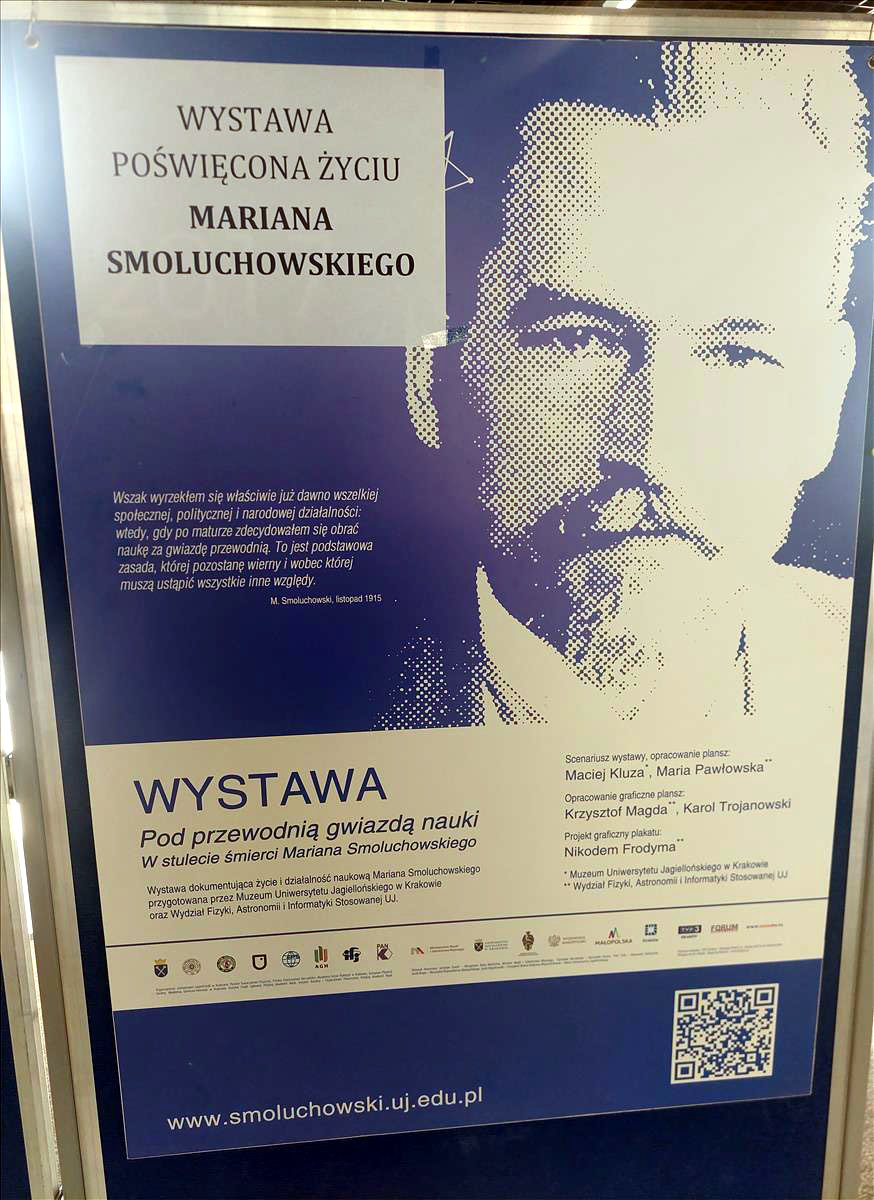 WYSTAWA
POŚWIĘCONA ŻYCIU
MARIANA
SMOLUCHOWSKIEGO
Wszak wyrzekłem się właściwie już dawno wszelkiej
społecznej, politycznej i narodowej działalności:
wtedy, gdy po maturze zdecydowałem się obrać
naukę za gwiazdę przewodnią. To jest podstawowa
zasada, której pozostanę wierny i wobec której
muszą ustąpić wszystkie inne względy.
M. Smoluchowski, listopad 1915
WYSTAWA
Pod przewodnią gwiazdą nauki
W stulecie śmierci Mariana Smoluchowskiego
Wystawa dokumentująca życie i działalność naukową Mariana Smoluchowskiego
przygotowana przez Muzeum Uniwersytetu Jagiellońskiego w Krakowie
oraz Wydział Fizyki, Astronomii i Informatyki Stosowanej UJ.
Scenariusz wystawy, opracowanie plansz:
Maciej Kluza*, Maria Pawłowska**
Opracowanie graficzne plansz:
Krzysztof Magda**, Karol Trojanowski
Projekt graficzny plakatu:
Nikodem Frodyma**
* Muzeum Uniwersytetu Jagiellońskiego w Krakowie
** Wydział Fizyki, Astronomii i Informatyki Stosowanej UJ
AGH
PAN
MAŁOPOLSKA
TVP3
FORUM
www.smoluchowski.uj.edu.pl